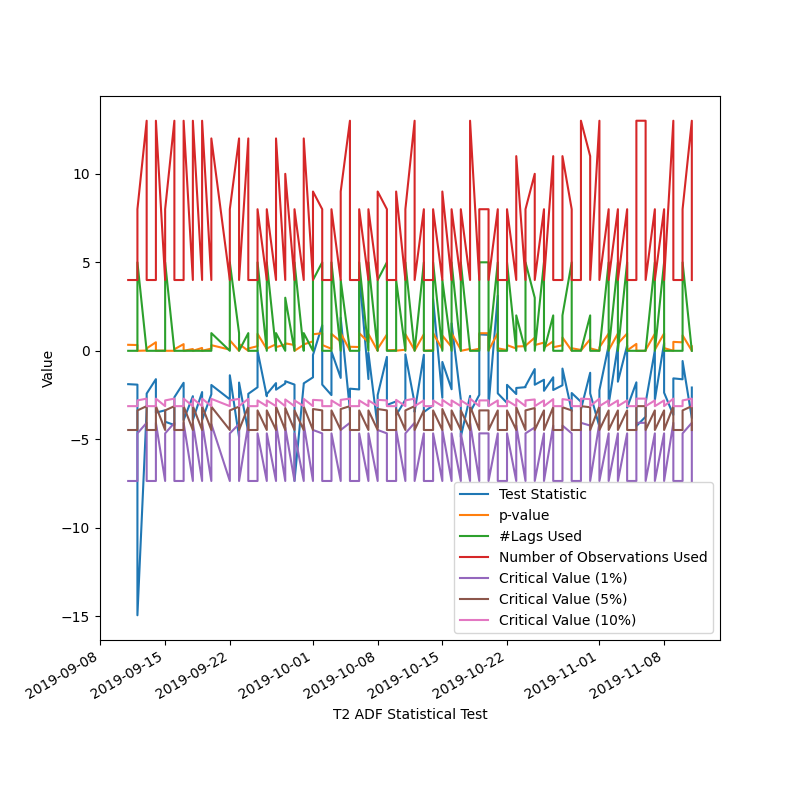 10
5
0
−5
−10
−15
Value
Test Statistic
p-value
#Lags Used
Number of Observations Used
Critical Value (1%)
Critical Value (5%)
Critical Value (10%)
2019-09-08
2019-09-15
2019-09-22
2019-10-01
2019-10-08
2019-10-15
2019-10-22
2019-11-01
2019-11-08
T2 ADF Statistical Test